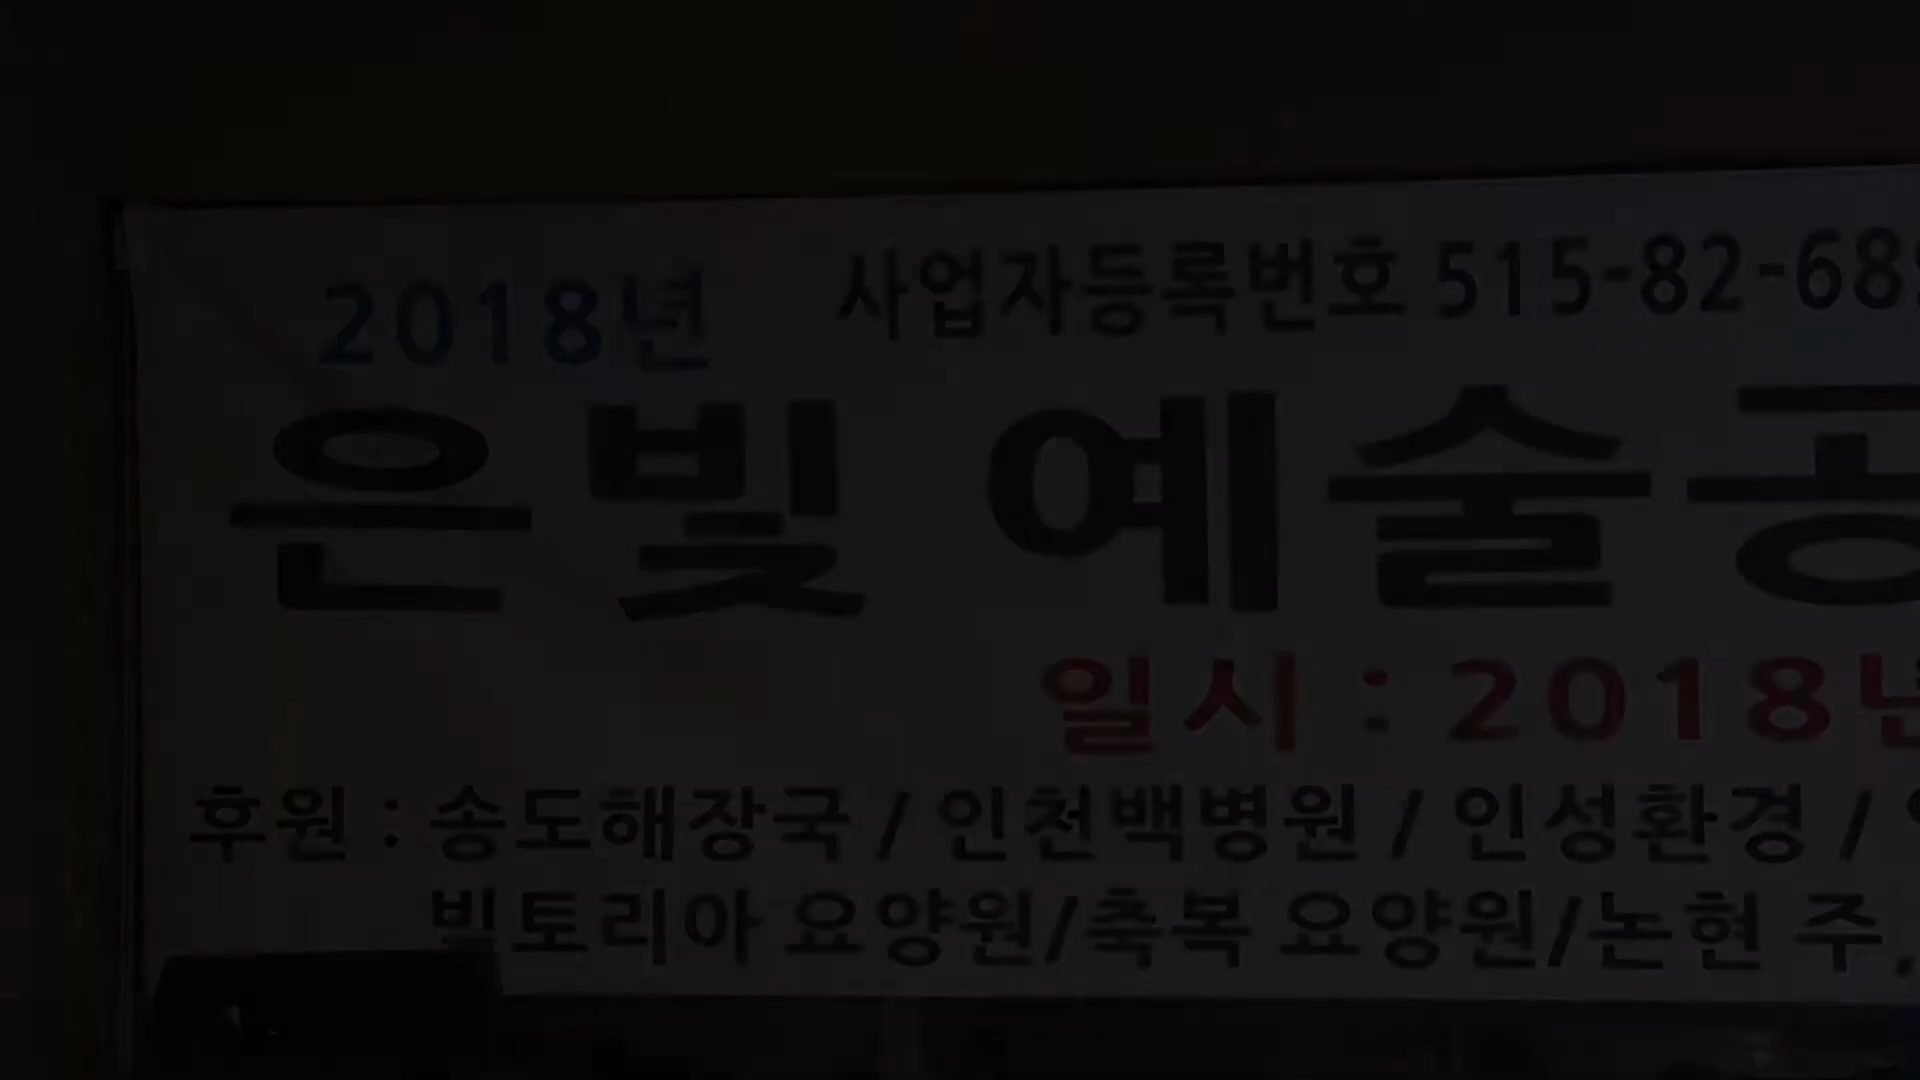 2018년 사업자등록번호 515-82-68
은빛 예술공
일시 : 2018년
후원 : 송도해장국 / 인천백병원 / 인성환경 /
빅토리아 요양원/축복 요양원/논현 주,